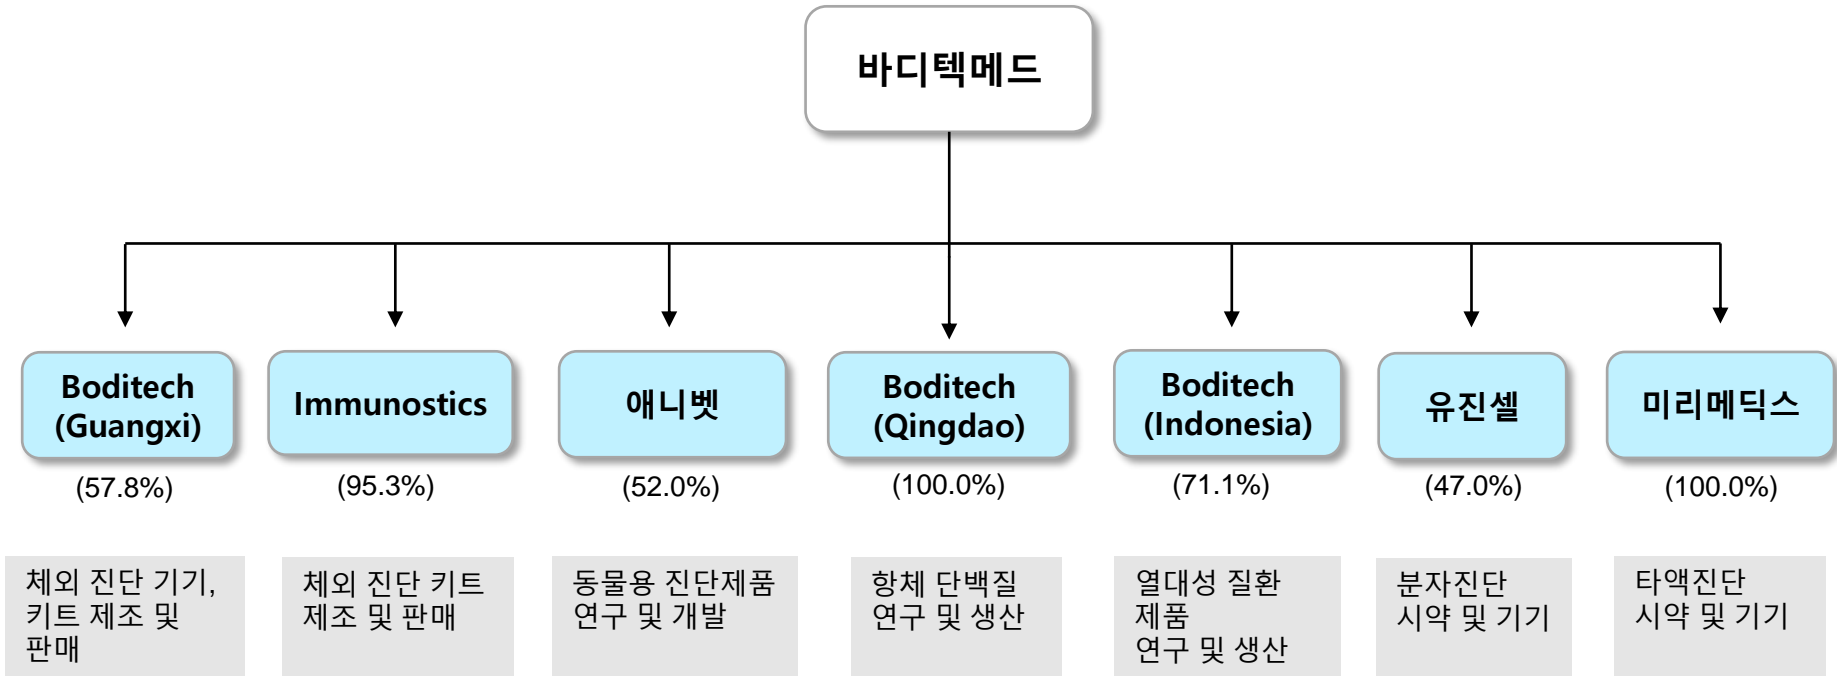 바디텍메드
Boditech
(Guangxi)
Immunostics
애니벳
Boditech
(Qingdao)
Boditech
(Indonesia)
유진셀
미리메딕스
(57.8%)
(95.3%)
(52.0%)
(100.0%)
(71.1%)
(47.0%)
(100.0%)
체외 진단 기기,
키트 제조 및
판매
체외 진단 키트
제조 및 판매
동물용 진단제품
연구 및 개발
항체 단백질
연구 및 생산
열대성 질환
제품
연구 및 생산
분자진단
시약 및 기기
타액진단
시약 및 기기